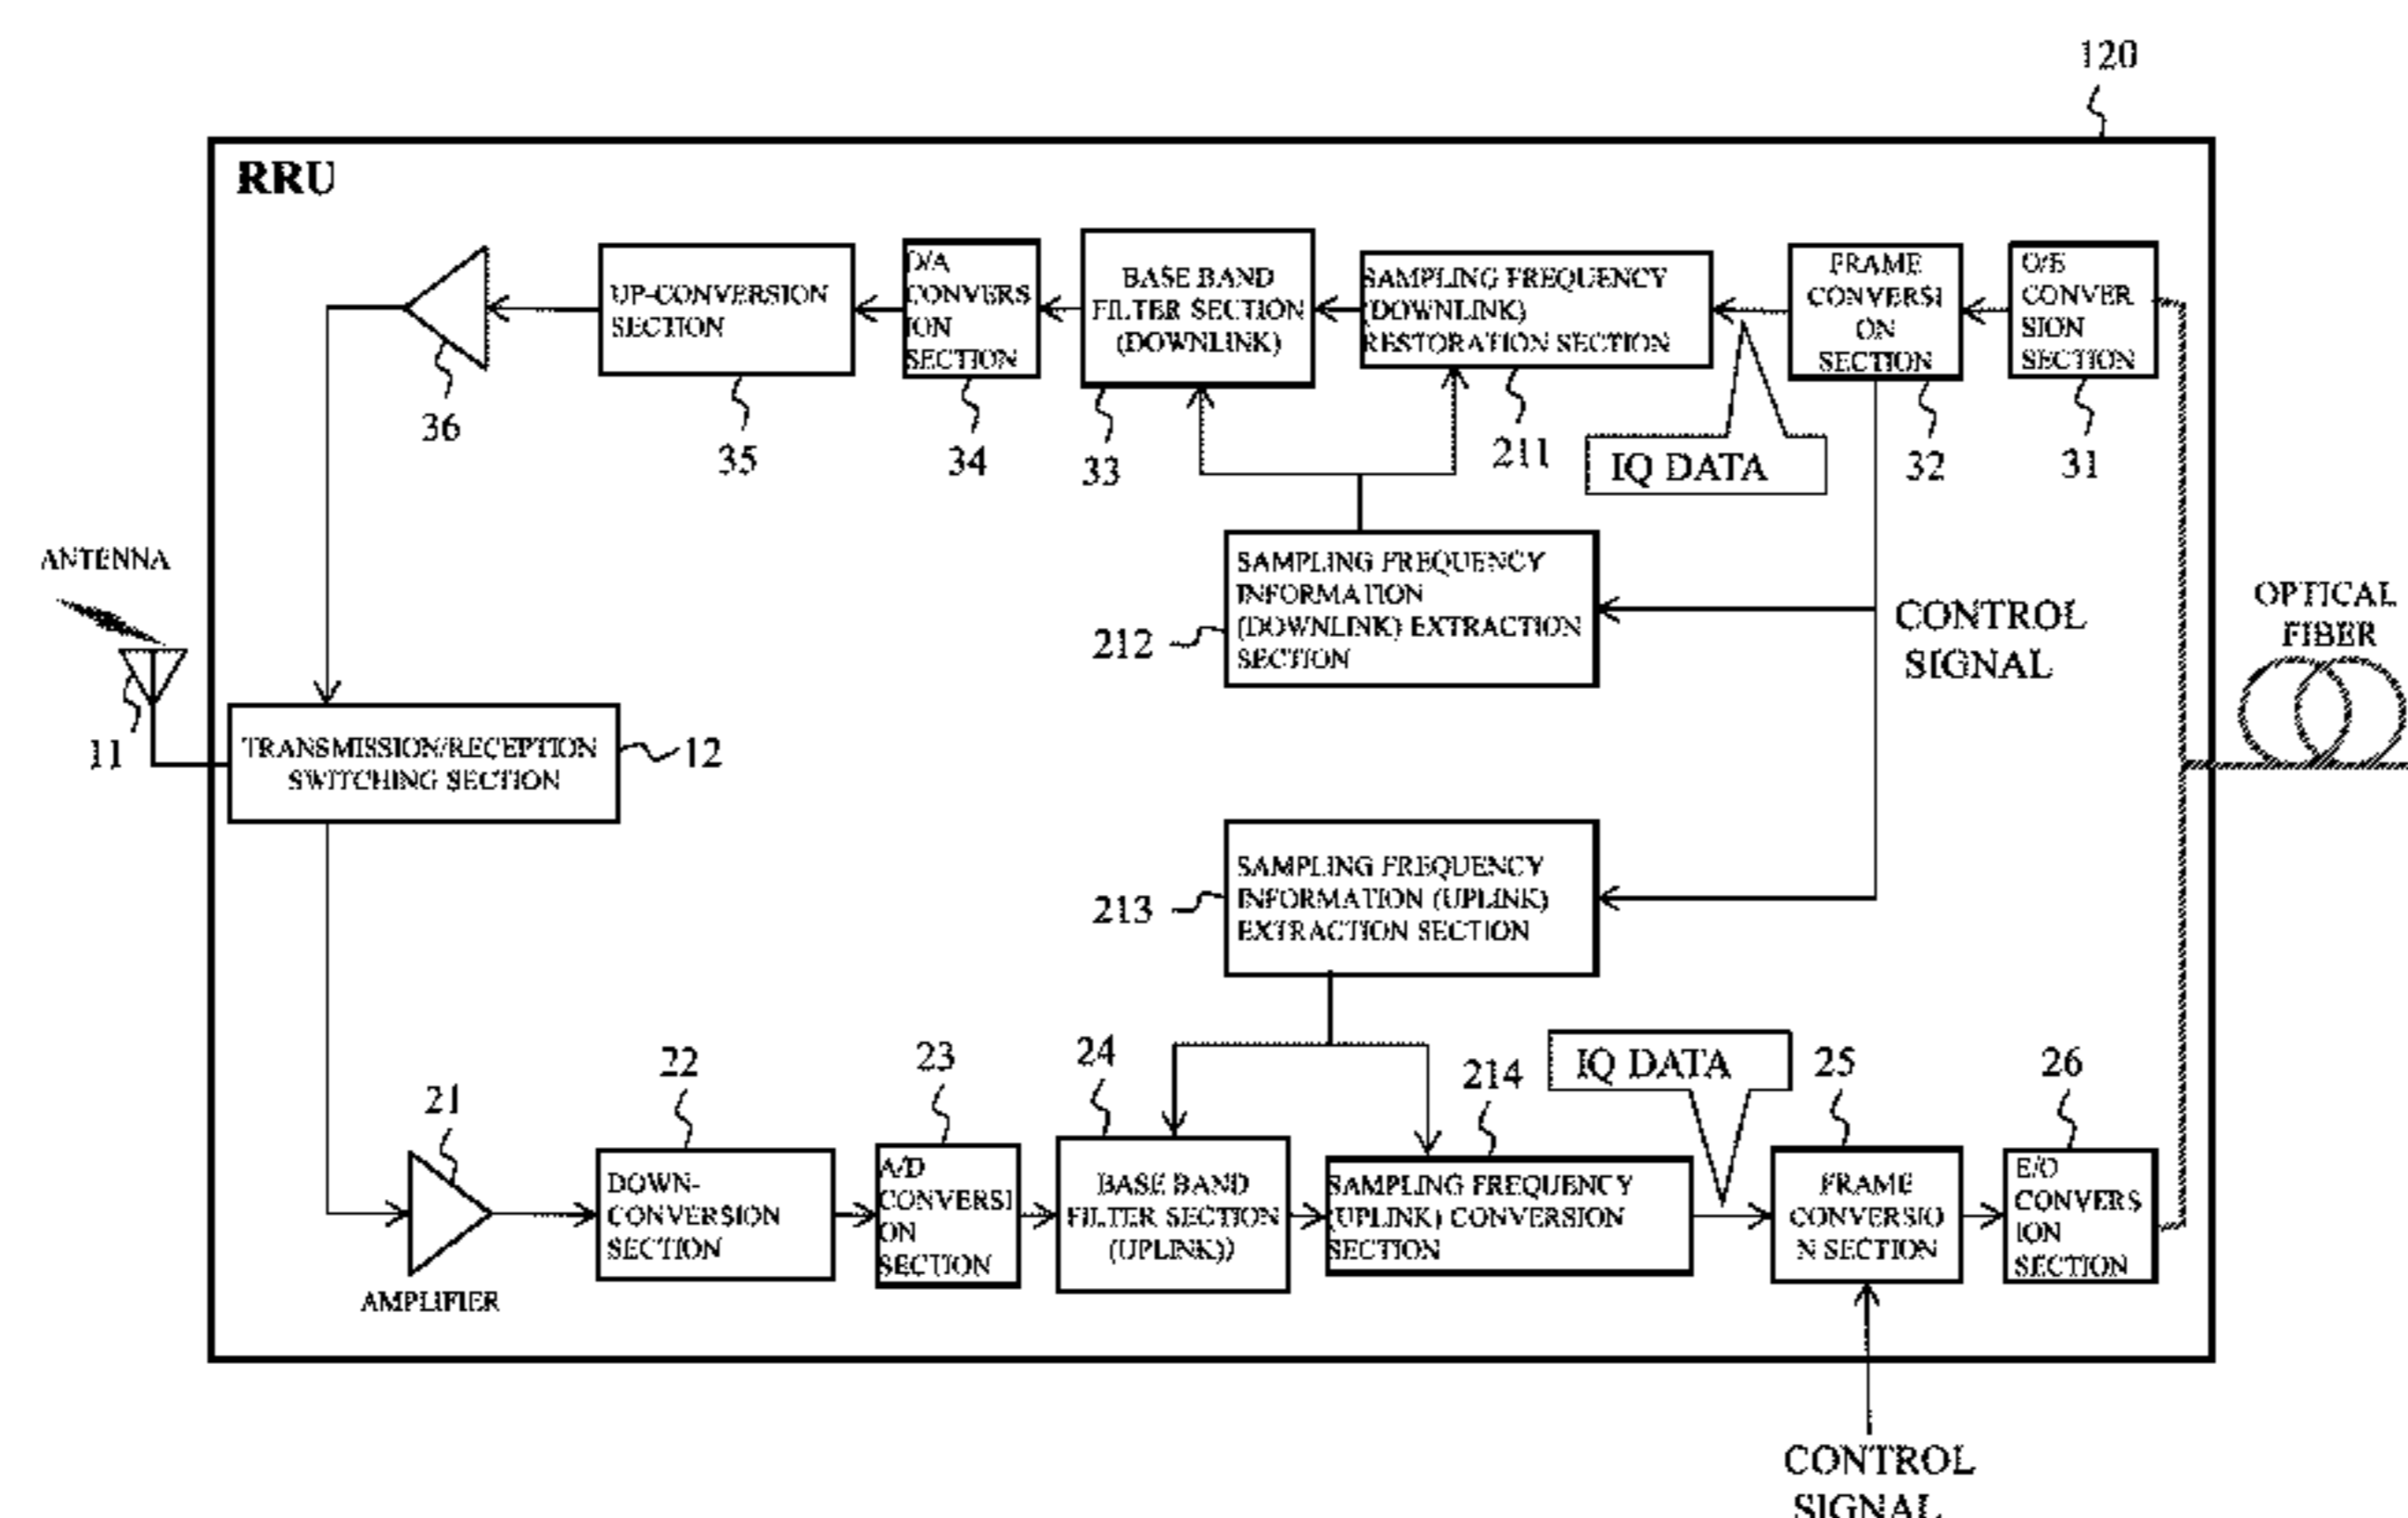 120
RRU
D/A
CONVERS
ION
SECTION
UP-CONVERSION
SECTION
BASE BAND
FILTER SECTION
(DOWNLINK)
SAMPLING FREQUENCY
(DOWNLINK)
RESTORATION SECTION
FRAME
CONVERSI
ON
SECTION
O/E
CONVER
SION
SECTION
36
35
34
33
211
IQ DATA
32
31
ANTENNA
11
SAMPLING FREQUENCY
INFORMATION
(DOWNLINK) EXTRACTION
SECTION
212
CONTROL
SIGNAL
OPTICAL
FIBER
TRANSMISSION/RECEPTION
SWITCHING SECTION
12
SAMPLING FREQUENCY
INFORMATION (UPLINK)
EXTRACTION SECTION
213
21
22
23
24
214
IQ DATA
25
26
AMPLIFIER
DOWN-
CONVERSION
SECTION
A/D
CONVERSI
ON
SECTION
BASE BAND
FILTER SECTION
(UPLINK))
SAMPLING FREQUENCY
(UPLINK) CONVERSION
SECTION
FRAME
CONVERSIO
N SECTION
E/O
CONVERS
ION
SECTION
CONTROL
SIGNAL